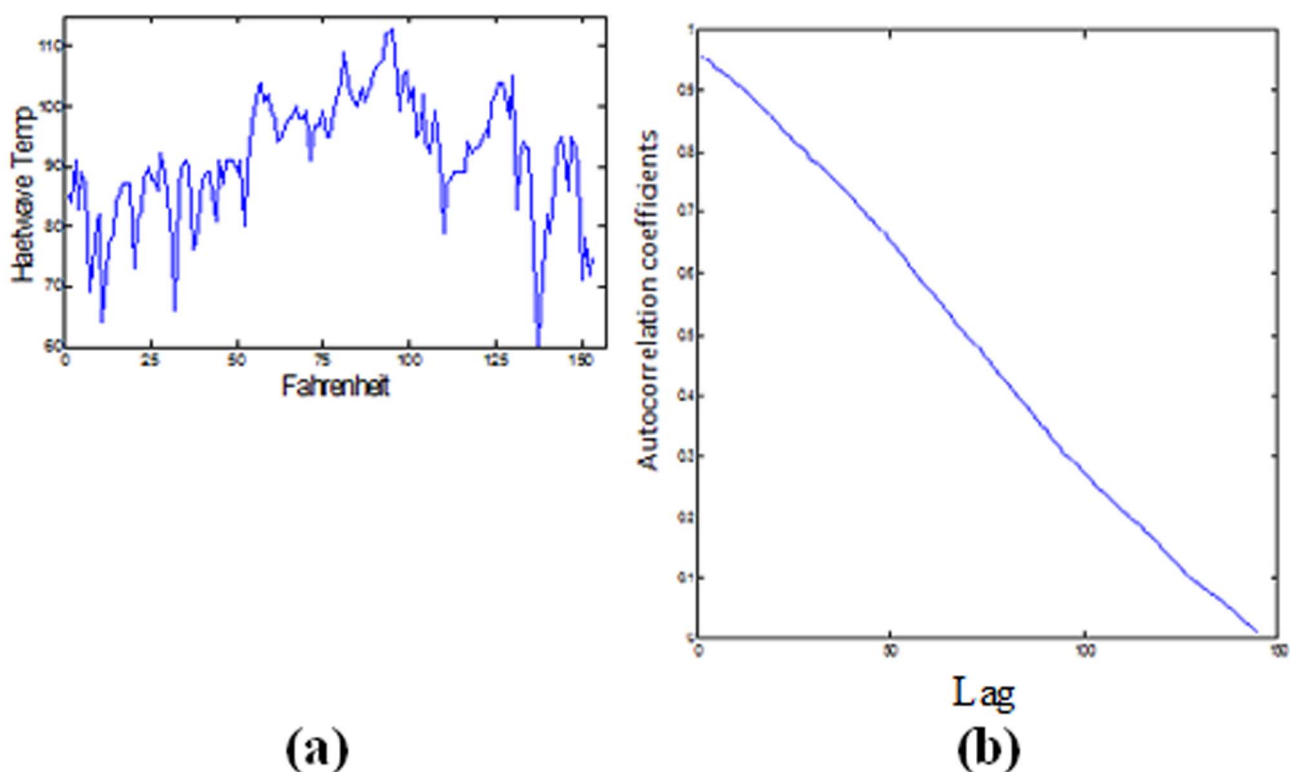 110
100
90
80
70
60
Haetwave Temp
0 25 50 75 100 125 150
Fahrenheit
(a)
1
0.9
0.8
0.7
0.6
0.5
0.4
0.3
0.2
0.1
0
Autocorrelation coefficients
0 50 100 150
Lag
(b)